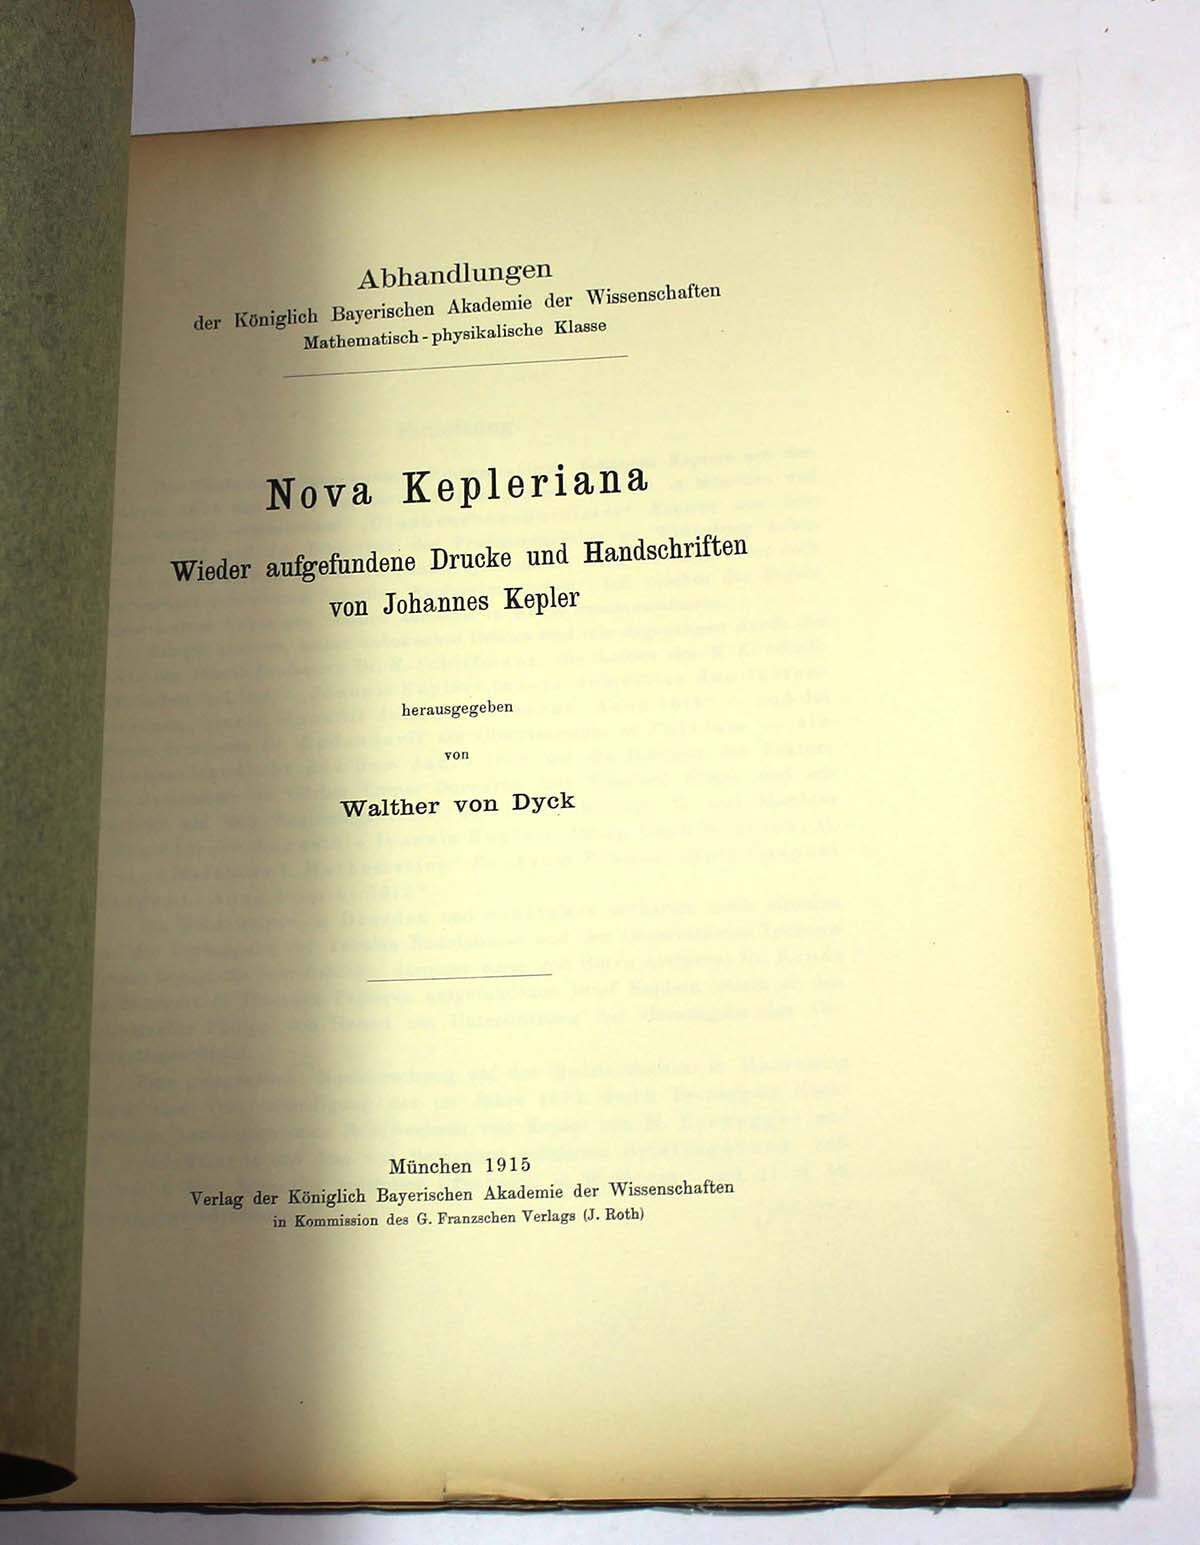 Abhandlungen
der Königlich Bayerischen Akademie der Wissenschaften
Mathematisch-physikalische Klasse
Nova Kepleriana
Wieder aufgefundene Drucke und Handschriften
von Johannes Kepler
herausgegeben
von
Walther von Dyck
München 1915
Verlag der Königlich Bayerischen Akademie der Wissenschaften
in Kommission des G. Franzschen Verlags (J. Roth)